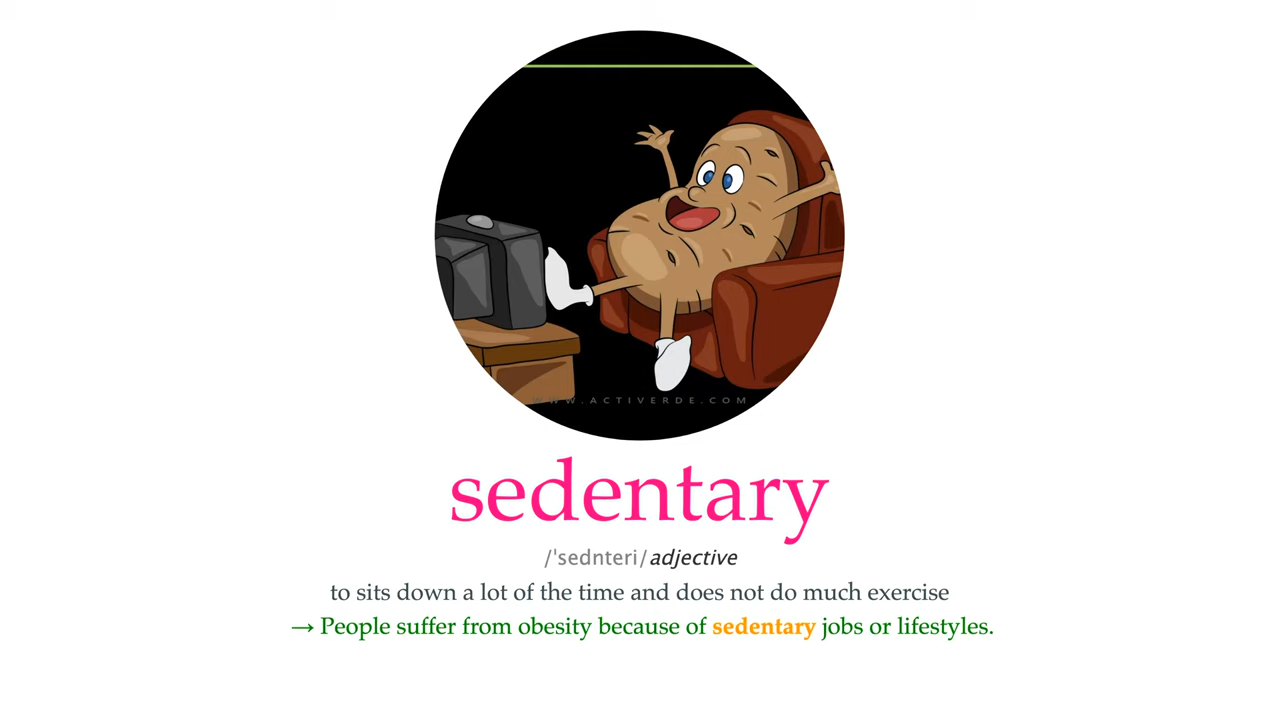 WWW.ACTIVERDE.COM
sedentary
/ˈsednteri/ adjective
to sits down a lot of the time and does not do much exercise
→ People suffer from obesity because of sedentary jobs or lifestyles.